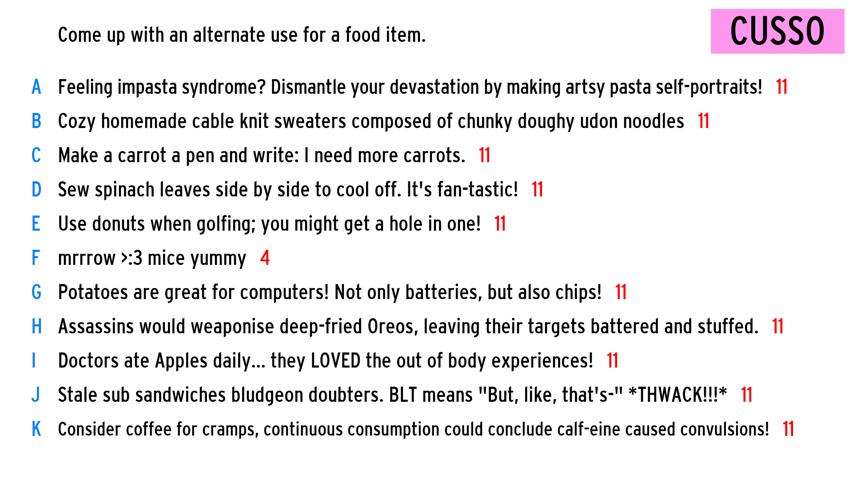 Come up with an alternate use for a food item.
CUSSO
A Feeling impasta syndrome? Dismantle your devastation by making artsy pasta self-portraits! 11
B Cozy homemade cable knit sweaters composed of chunky doughy udon noodles 11
C Make a carrot a pen and write: I need more carrots. 11
D Sew spinach leaves side by side to cool off. It's fan-tastic! 11
E Use donuts when golfing; you might get a hole in one! 11
F mrrrow >:3 mice yummy 4
G Potatoes are great for computers! Not only batteries, but also chips! 11
H Assassins would weaponise deep-fried Oreos, leaving their targets battered and stuffed. 11
I Doctors ate Apples daily... they LOVED the out of body experiences! 11
J Stale sub sandwiches bludgeon doubters. BLT means "But, like, that's-" *THWACK!!!* 11
K Consider coffee for cramps, continuous consumption could conclude calf-eine caused convulsions! 11